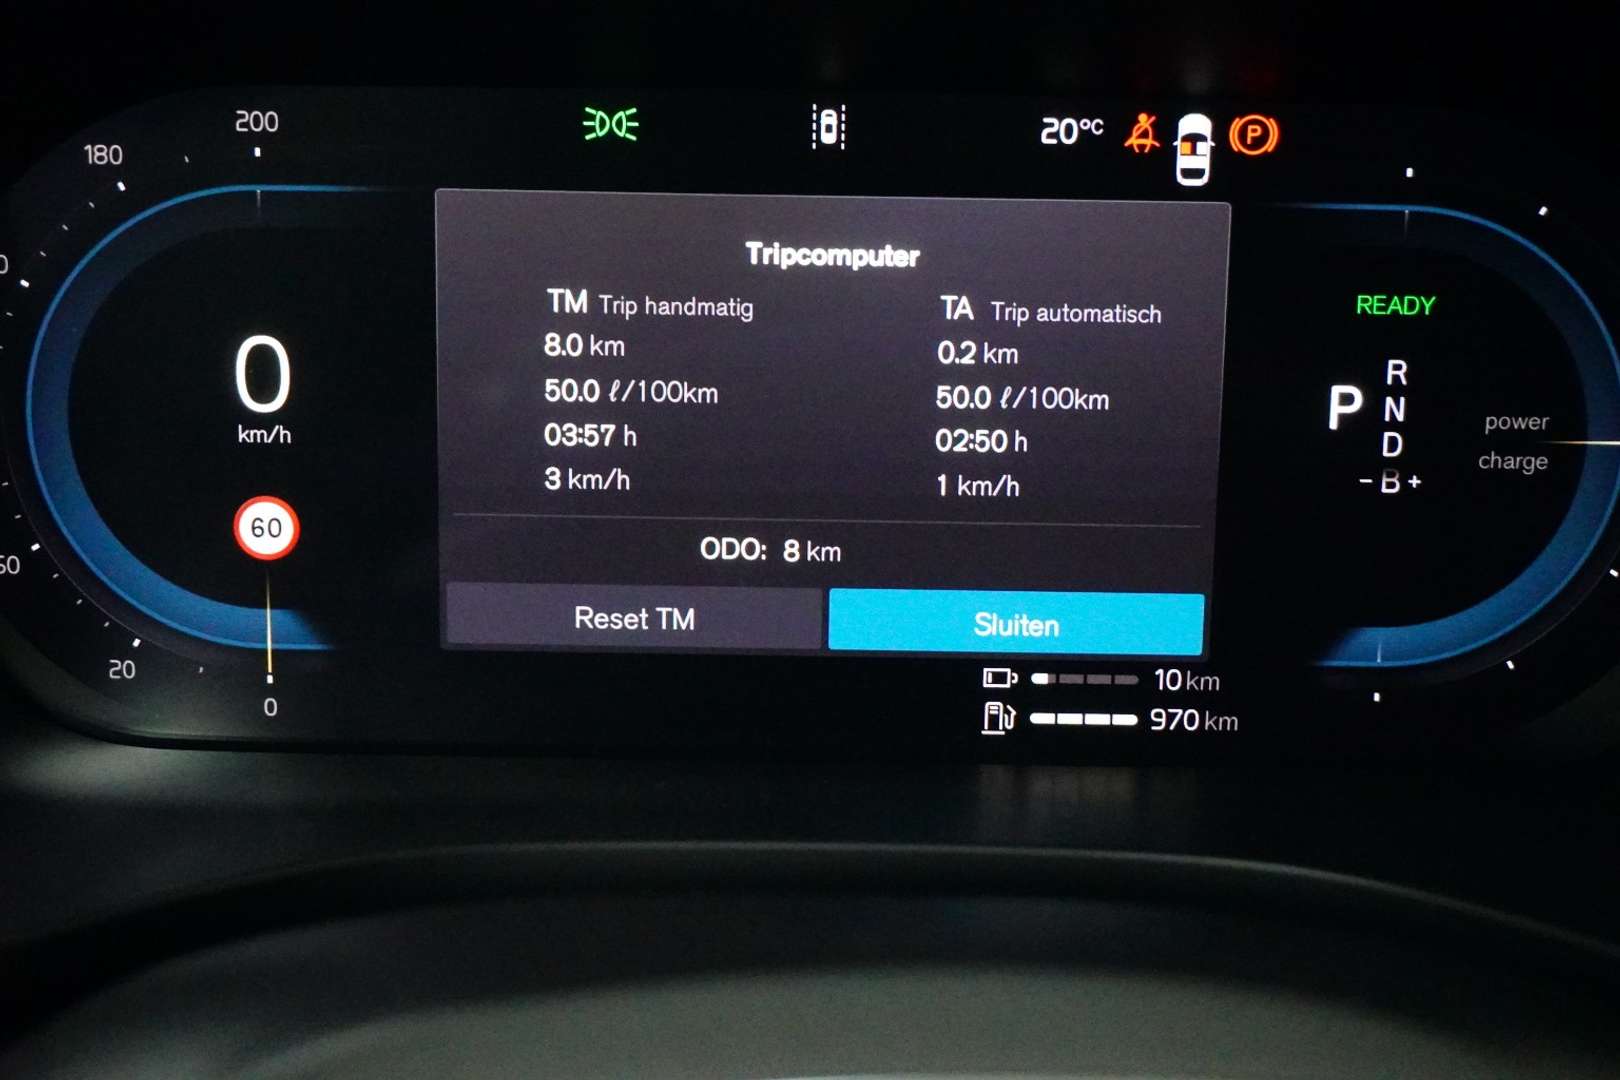 200
180
20°C
P
Tripcomputer
TM Trip handmatig
TA Trip automatisch
8.0 km
0.2 km
50.0 ℓ/100km
50.0 ℓ/100km
03:57 h
02:50 h
3 km/h
1 km/h
ODO: 8 km
Reset TM
Sluiten
0
km/h
60
20
0
READY
R
P N
D
- B +
power
charge
10 km
970 km